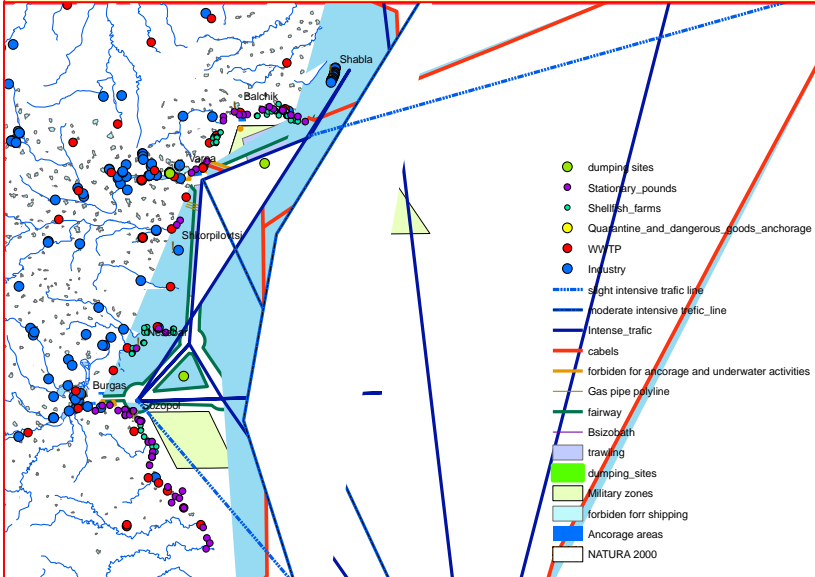 Shabla
Balchik
Varna
Shkorpilovtsi
Nesebar
Burgas
Sozopol
dumping sites
Stationary_pounds
Shellfish_farms
Quarantine_and_dangerous_goods_anchorage
WWTP
Industry
slight intensive trafic line
moderate intensive trefic_line
Intense_trafic
cabels
forbiden for ancorage and underwater activities
Gas pipe polyline
fairway
Bsizobath
trawling
dumping_sites
Military zones
forbiden forr shipping
Ancorage areas
NATURA 2000